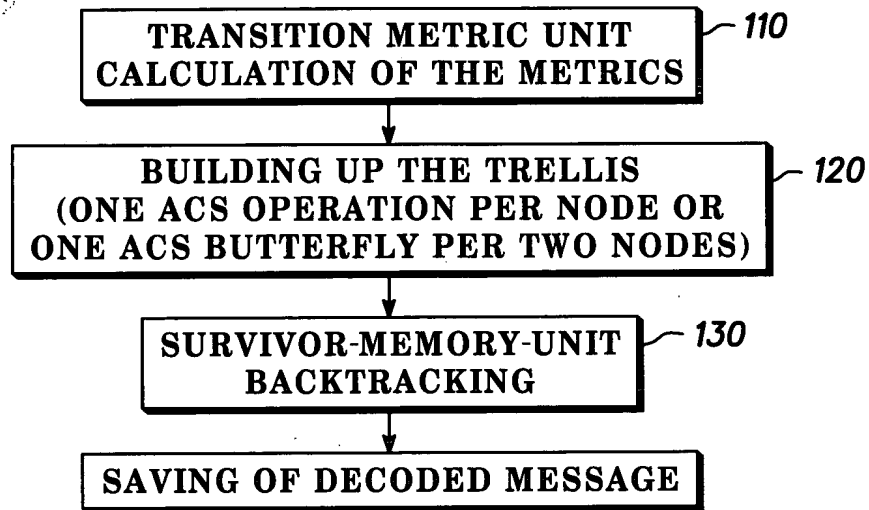 TRANSITION METRIC UNIT
CALCULATION OF THE METRICS
110
BUILDING UP THE TRELLIS
(ONE ACS OPERATION PER NODE OR
ONE ACS BUTTERFLY PER TWO NODES)
120
SURVIVOR-MEMORY-UNIT
BACKTRACKING
130
SAVING OF DECODED MESSAGE